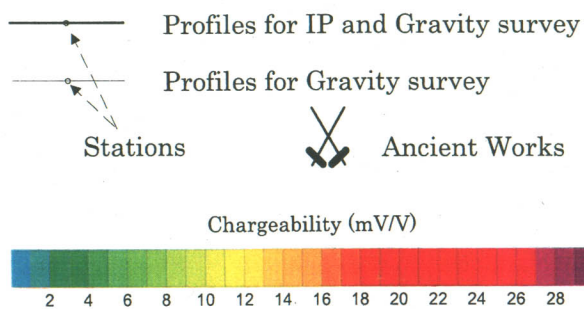 Profiles for IP and Gravity survey
Profiles for Gravity survey
Stations Ancient Works
Chargeability (mV/V)
2 4 6 8 10 12 14 16 18 20 22 24 26 28